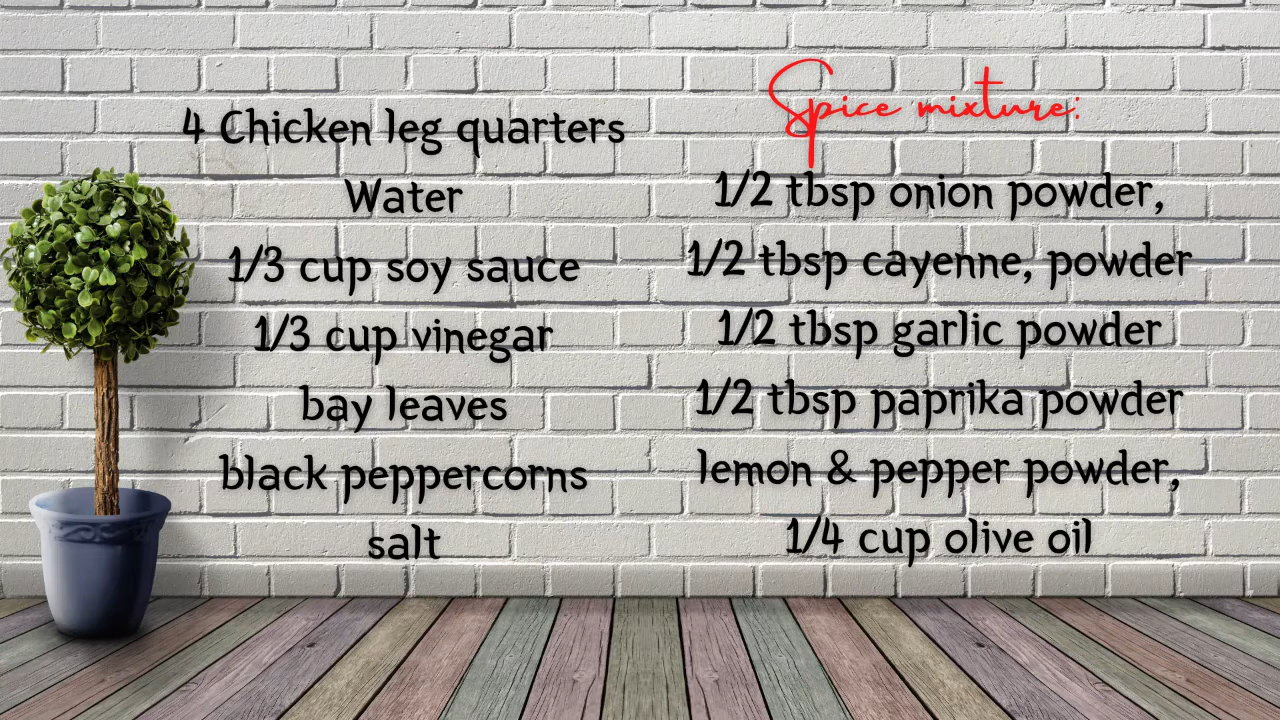 4 Chicken leg quarters
Water
1/3 cup soy sauce
1/3 cup vinegar
bay leaves
black peppercorns
salt
Spice mixture:
1/2 tbsp onion powder,
1/2 tbsp cayenne, powder
1/2 tbsp garlic powder
1/2 tbsp paprika powder
lemon & pepper powder,
1/4 cup olive oil